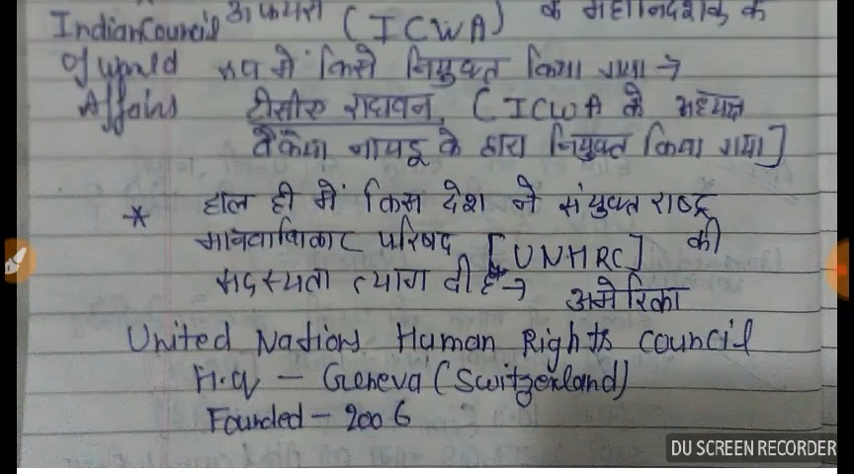 अफेयर्स (ICWA) के महानिदेशक के
Indian Council
of World रूप में किसे नियुक्त किया गया →
Affairs टीसीए राघवन, (ICWA के अध्यक्ष
वैंकेया नायडू के द्वारा नियुक्त किया गया]
* हाल ही में किस देश ने संयुक्त राष्ट्र
मानवाधिकार परिषद [UNHRC] की
सदस्यता त्याग दी है → अमेरिका
United Nations Human Rights Council
H.Q — Geneva (Switzerland)
Founded - 2006
DU SCREEN RECORDER